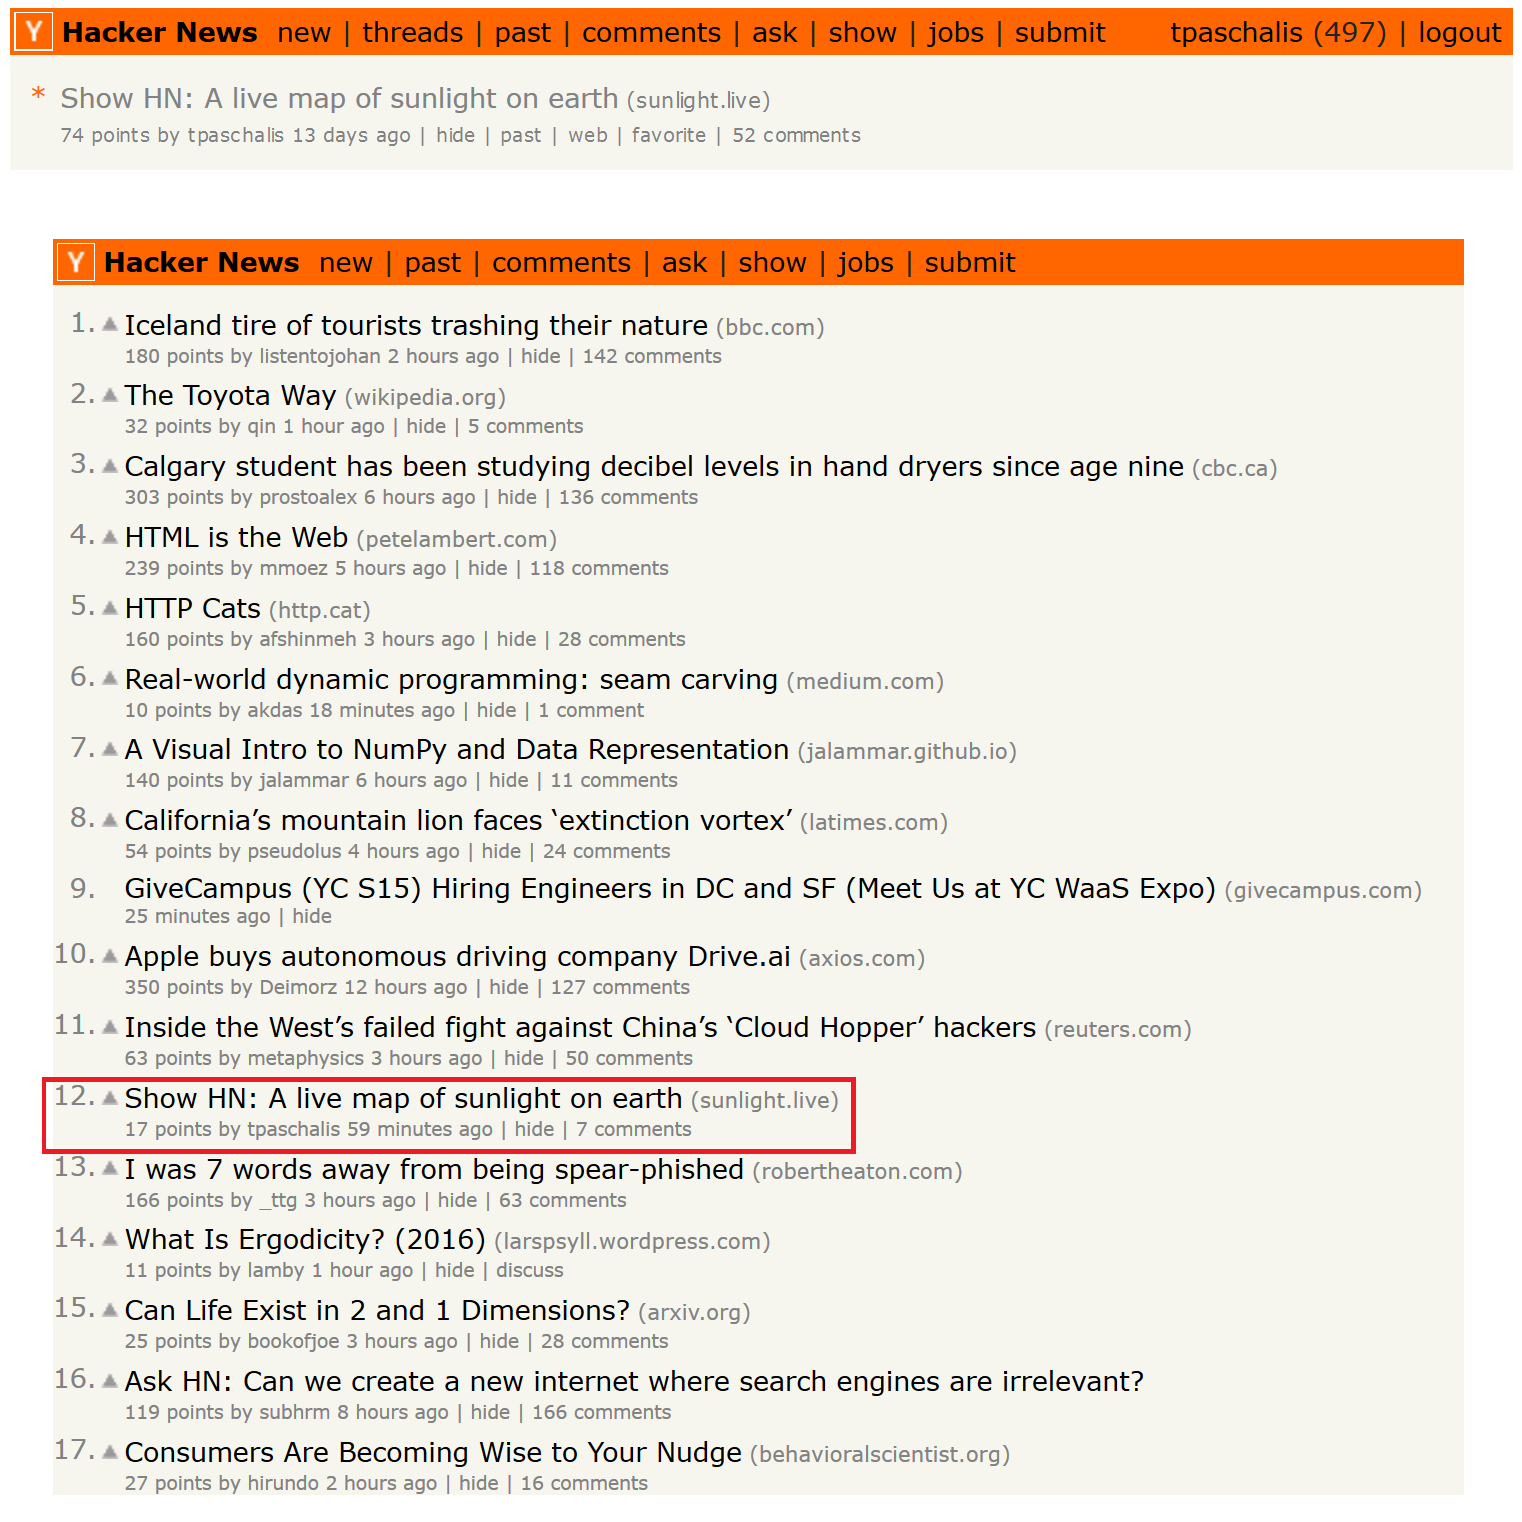 Y Hacker News new | threads | past | comments | ask | show | jobs | submit tpaschalis (497) | logout
* Show HN: A live map of sunlight on earth (sunlight.live)
74 points by tpaschalis 13 days ago | hide | past | web | favorite | 52 comments
Y Hacker News new | past | comments | ask | show | jobs | submit
1. Iceland tire of tourists trashing their nature (bbc.com)
180 points by listentojohan 2 hours ago | hide | 142 comments
2. The Toyota Way (wikipedia.org)
32 points by qin 1 hour ago | hide | 5 comments
3. Calgary student has been studying decibel levels in hand dryers since age nine (cbc.ca)
303 points by prostoalex 6 hours ago | hide | 136 comments
4. HTML is the Web (petelambert.com)
239 points by mmoez 5 hours ago | hide | 118 comments
5. HTTP Cats (http.cat)
160 points by afshinmeh 3 hours ago | hide | 28 comments
6. Real-world dynamic programming: seam carving (medium.com)
10 points by akdas 18 minutes ago | hide | 1 comment
7. A Visual Intro to NumPy and Data Representation (jalammar.github.io)
140 points by jalammar 6 hours ago | hide | 11 comments
8. California’s mountain lion faces ‘extinction vortex’ (latimes.com)
54 points by pseudolus 4 hours ago | hide | 24 comments
9. GiveCampus (YC S15) Hiring Engineers in DC and SF (Meet Us at YC WaaS Expo) (givecampus.com)
25 minutes ago | hide
10. Apple buys autonomous driving company Drive.ai (axios.com)
350 points by Deimorz 12 hours ago | hide | 127 comments
11. Inside the West’s failed fight against China’s ‘Cloud Hopper’ hackers (reuters.com)
63 points by metaphysics 3 hours ago | hide | 50 comments
12. Show HN: A live map of sunlight on earth (sunlight.live)
17 points by tpaschalis 59 minutes ago | hide | 7 comments
13. I was 7 words away from being spear-phished (robertheaton.com)
166 points by _ttg 3 hours ago | hide | 63 comments
14. What Is Ergodicity? (2016) (larspsyll.wordpress.com)
11 points by lamby 1 hour ago | hide | discuss
15. Can Life Exist in 2 and 1 Dimensions? (arxiv.org)
25 points by bookofjoe 3 hours ago | hide | 28 comments
16. Ask HN: Can we create a new internet where search engines are irrelevant?
119 points by subhrm 8 hours ago | hide | 166 comments
17. Consumers Are Becoming Wise to Your Nudge (behavioralscientist.org)
27 points by hirundo 2 hours ago | hide | 16 comments